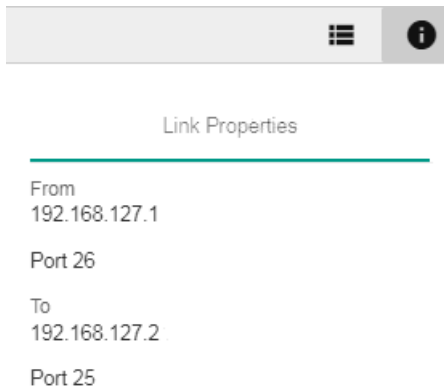 Link Properties
From
192.168.127.1
Port 26
To
192.168.127.2
Port 25